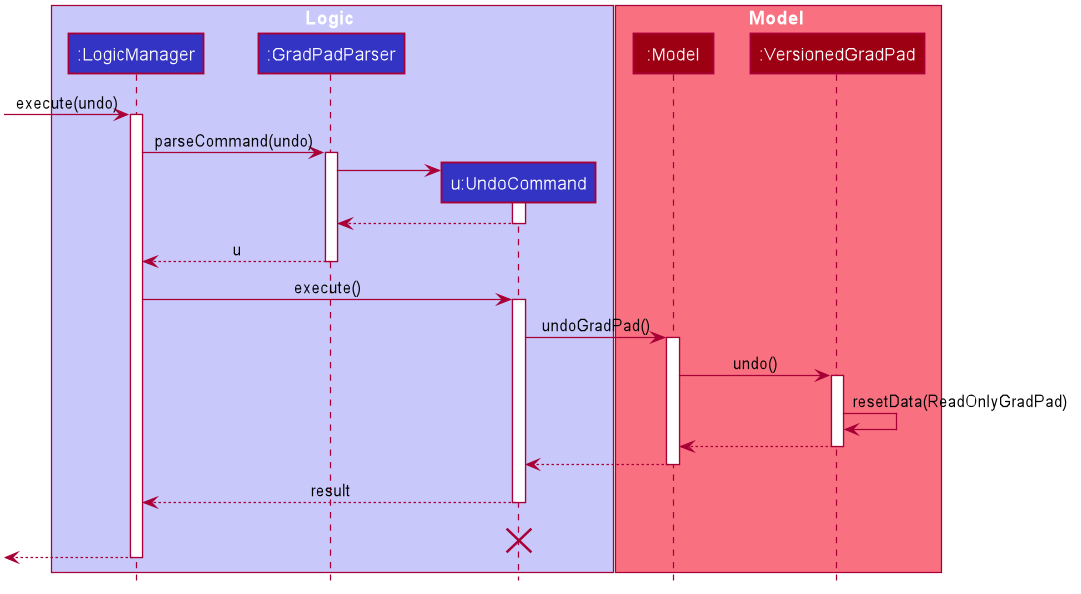 Logic
Model
:LogicManager
:GradPadParser
:Model
:VersionedGradPad
execute(undo)
parseCommand(undo)
u:UndoCommand
u
execute()
undoGradPad()
undo()
resetData(ReadOnlyGradPad)
result